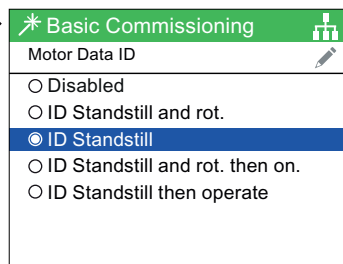 Basic Commissioning
Motor Data ID
Disabled
ID Standstill and rot.
ID Standstill
ID Standstill and rot. then on.
ID Standstill then operate